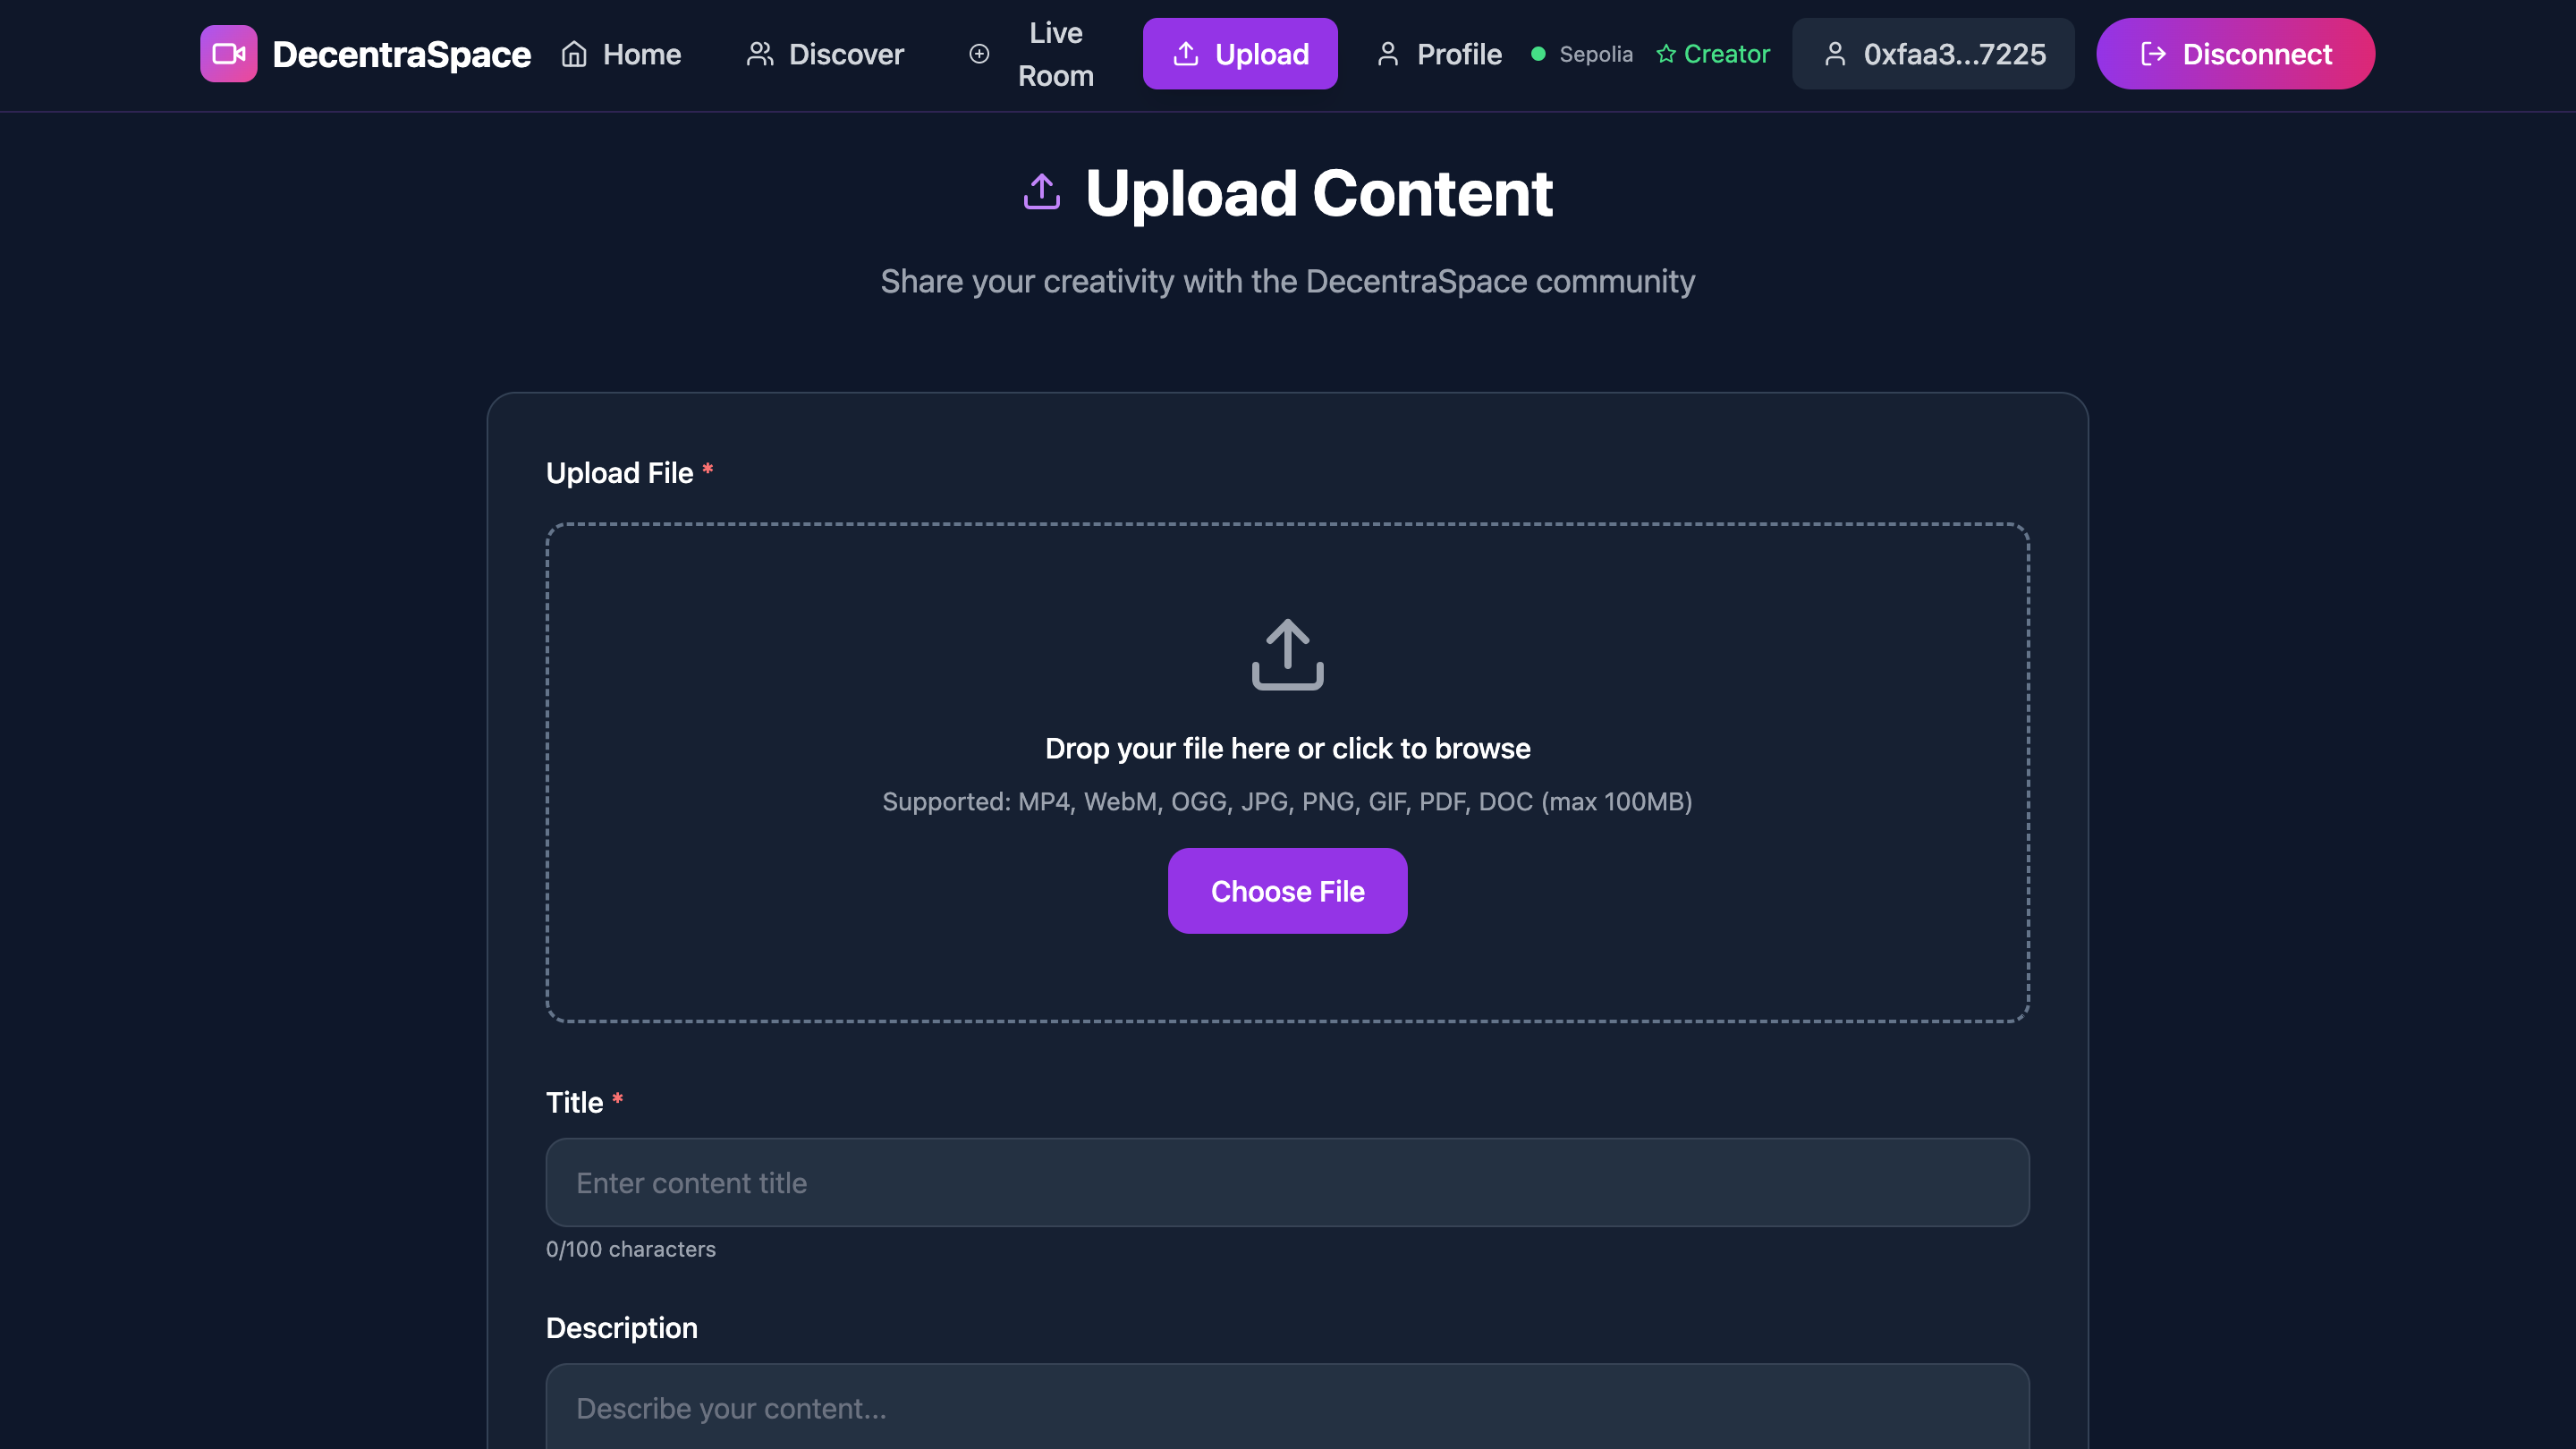 DecentraSpace
Home
Discover
Live
Room
Upload
Profile
Sepolia
Creator
0xfaa3...7225
Disconnect
Upload Content
Share your creativity with the DecentraSpace community
Upload File *
Drop your file here or click to browse
Supported: MP4, WebM, OGG, JPG, PNG, GIF, PDF, DOC (max 100MB)
Choose File
Title *
Enter content title
0/100 characters
Description
Describe your content...